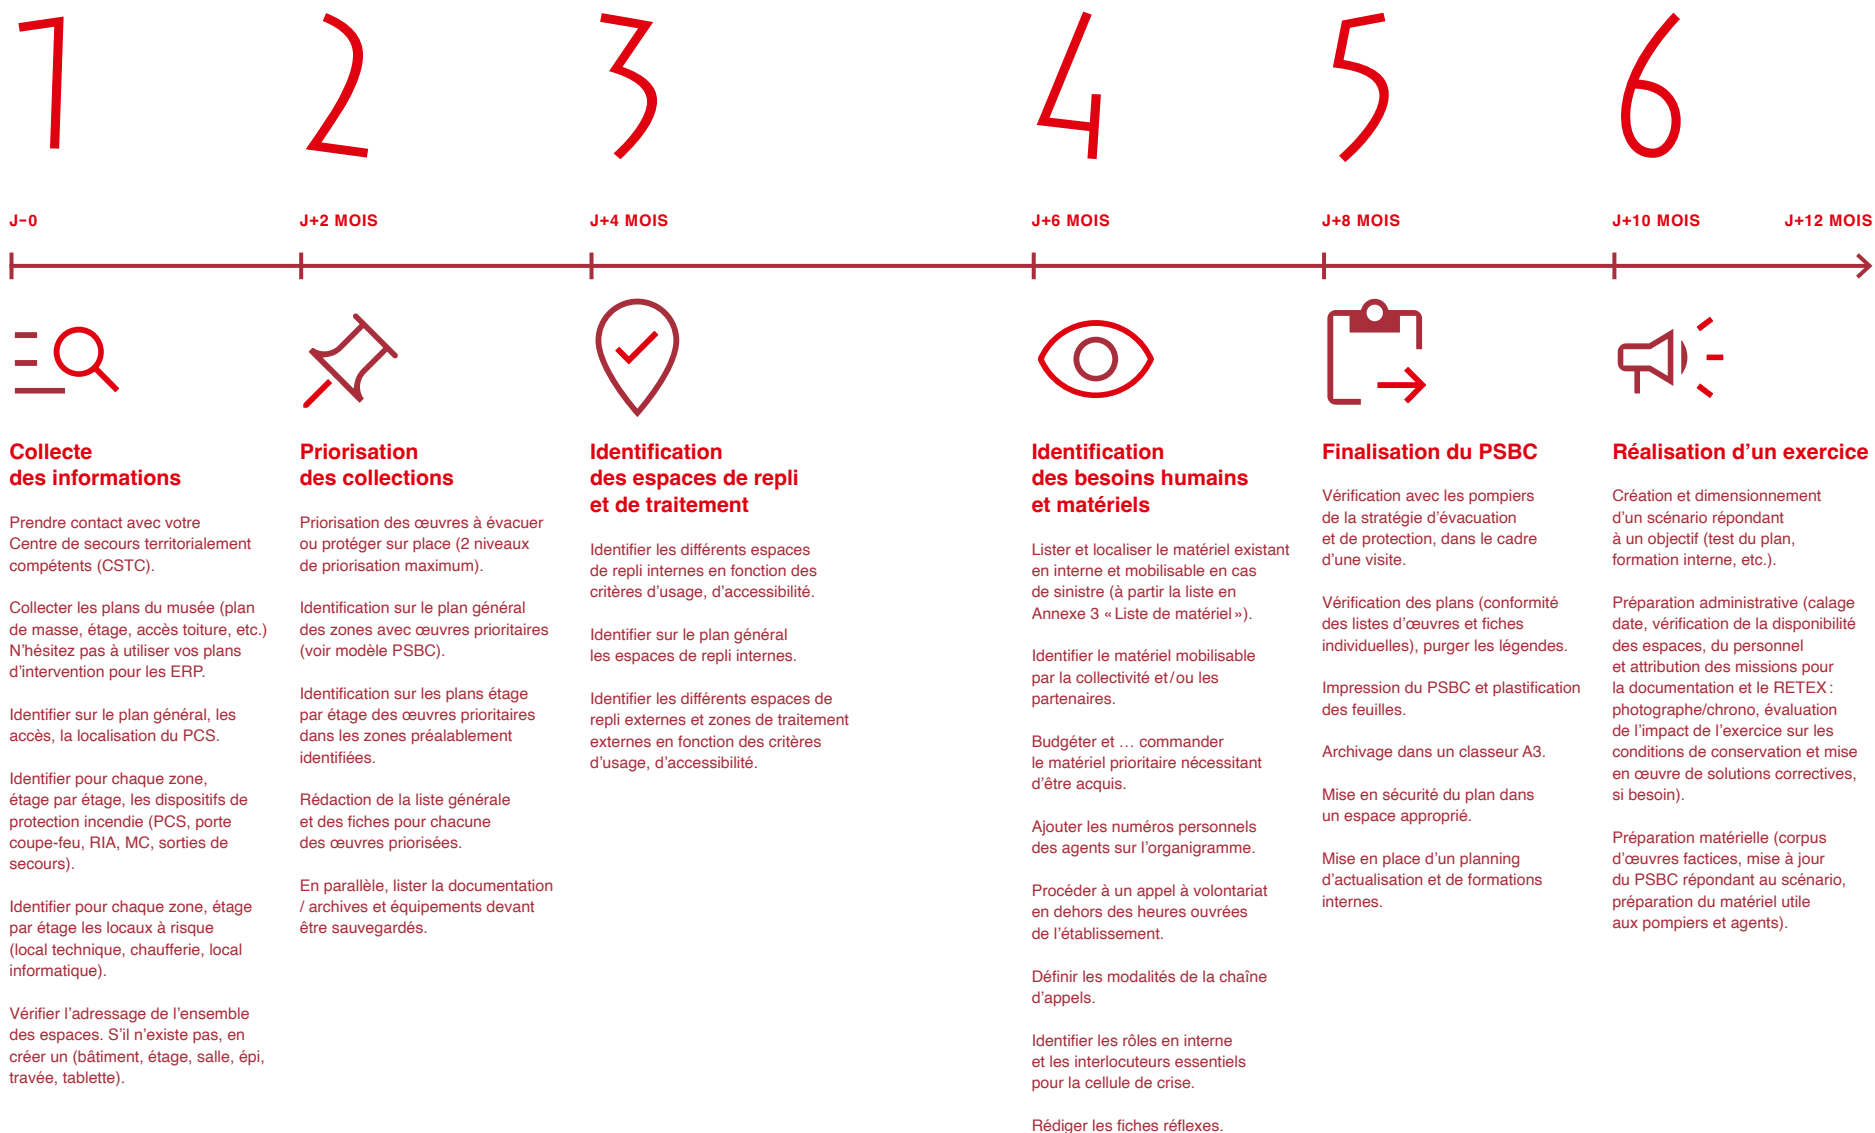 1
2
3
4
5
6
J-0
J+2 MOIS
J+4 MOIS
J+6 MOIS
J+8 MOIS
J+10 MOIS
J+12 MOIS
Collecte
des informations
Prendre contact avec votre
Centre de secours territorialement
compétents (CSTC).
Collecter les plans du musée (plan
de masse, étage, accès toiture, etc.)
N’hésitez pas à utiliser vos plans
d’intervention pour les ERP.
Identifier sur le plan général, les
accès, la localisation du PCS.
Identifier pour chaque zone,
étage par étage, les dispositifs de
protection incendie (PCS, porte
coupe-feu, RIA, MC, sorties de
secours).
Identifier pour chaque zone, étage
par étage les locaux à risque
(local technique, chaufferie, local
informatique).
Vérifier l’adressage de l’ensemble
des espaces. S’il n’existe pas, en
créer un (bâtiment, étage, salle, épi,
travée, tablette).
Priorisation
des collections
Priorisation des œuvres à évacuer
ou protéger sur place (2 niveaux
de priorisation maximum).
Identification sur le plan général
des zones avec œuvres prioritaires
(voir modèle PSBC).
Identification sur les plans étage
par étage des œuvres prioritaires
dans les zones préalablement
identifiées.
Rédaction de la liste générale
et des fiches pour chacune
des œuvres priorisées.
En parallèle, lister la documentation
/ archives et équipements devant
être sauvegardés.
Identification
des espaces de repli
et de traitement
Identifier les différents espaces
de repli internes en fonction des
critères d’usage, d’accessibilité.
Identifier sur le plan général
les espaces de repli internes.
Identifier les différents espaces de
repli externes et zones de traitement
externes en fonction des critères
d’usage, d’accessibilité.
Identification
des besoins humains
et matériels
Lister et localiser le matériel existant
en interne et mobilisable en cas
de sinistre (à partir la liste en
Annexe 3 « Liste de matériel »).
Identifier le matériel mobilisable
par la collectivité et/ou les
partenaires.
Budgéter et … commander
le matériel prioritaire nécessitant
d’être acquis.
Ajouter les numéros personnels
des agents sur l’organigramme.
Procéder à un appel à volontariat
en dehors des heures ouvrées
de l’établissement.
Définir les modalités de la chaîne
d’appels.
Identifier les rôles en interne
et les interlocuteurs essentiels
pour la cellule de crise.
Rédiger les fiches réflexes.
Finalisation du PSBC
Vérification avec les pompiers
de la stratégie d’évacuation
et de protection, dans le cadre
d’une visite.
Vérification des plans (conformité
des listes d’œuvres et fiches
individuelles), purger les légendes.
Impression du PSBC et plastification
des feuilles.
Archivage dans un classeur A3.
Mise en sécurité du plan dans
un espace approprié.
Mise en place d’un planning
d’actualisation et de formations
internes.
Réalisation d’un exercice
Création et dimensionnement
d’un scénario répondant
à un objectif (test du plan,
formation interne, etc.).
Préparation administrative (calage
date, vérification de la disponibilité
des espaces, du personnel
et attribution des missions pour
la documentation et le RETEX :
photographe/chrono, évaluation
de l’impact de l’exercice sur les
conditions de conservation et mise
en œuvre de solutions correctives,
si besoin).
Préparation matérielle (corpus
d’œuvres factices, mise à jour
du PSBC répondant au scénario,
préparation du matériel utile
aux pompiers et agents).